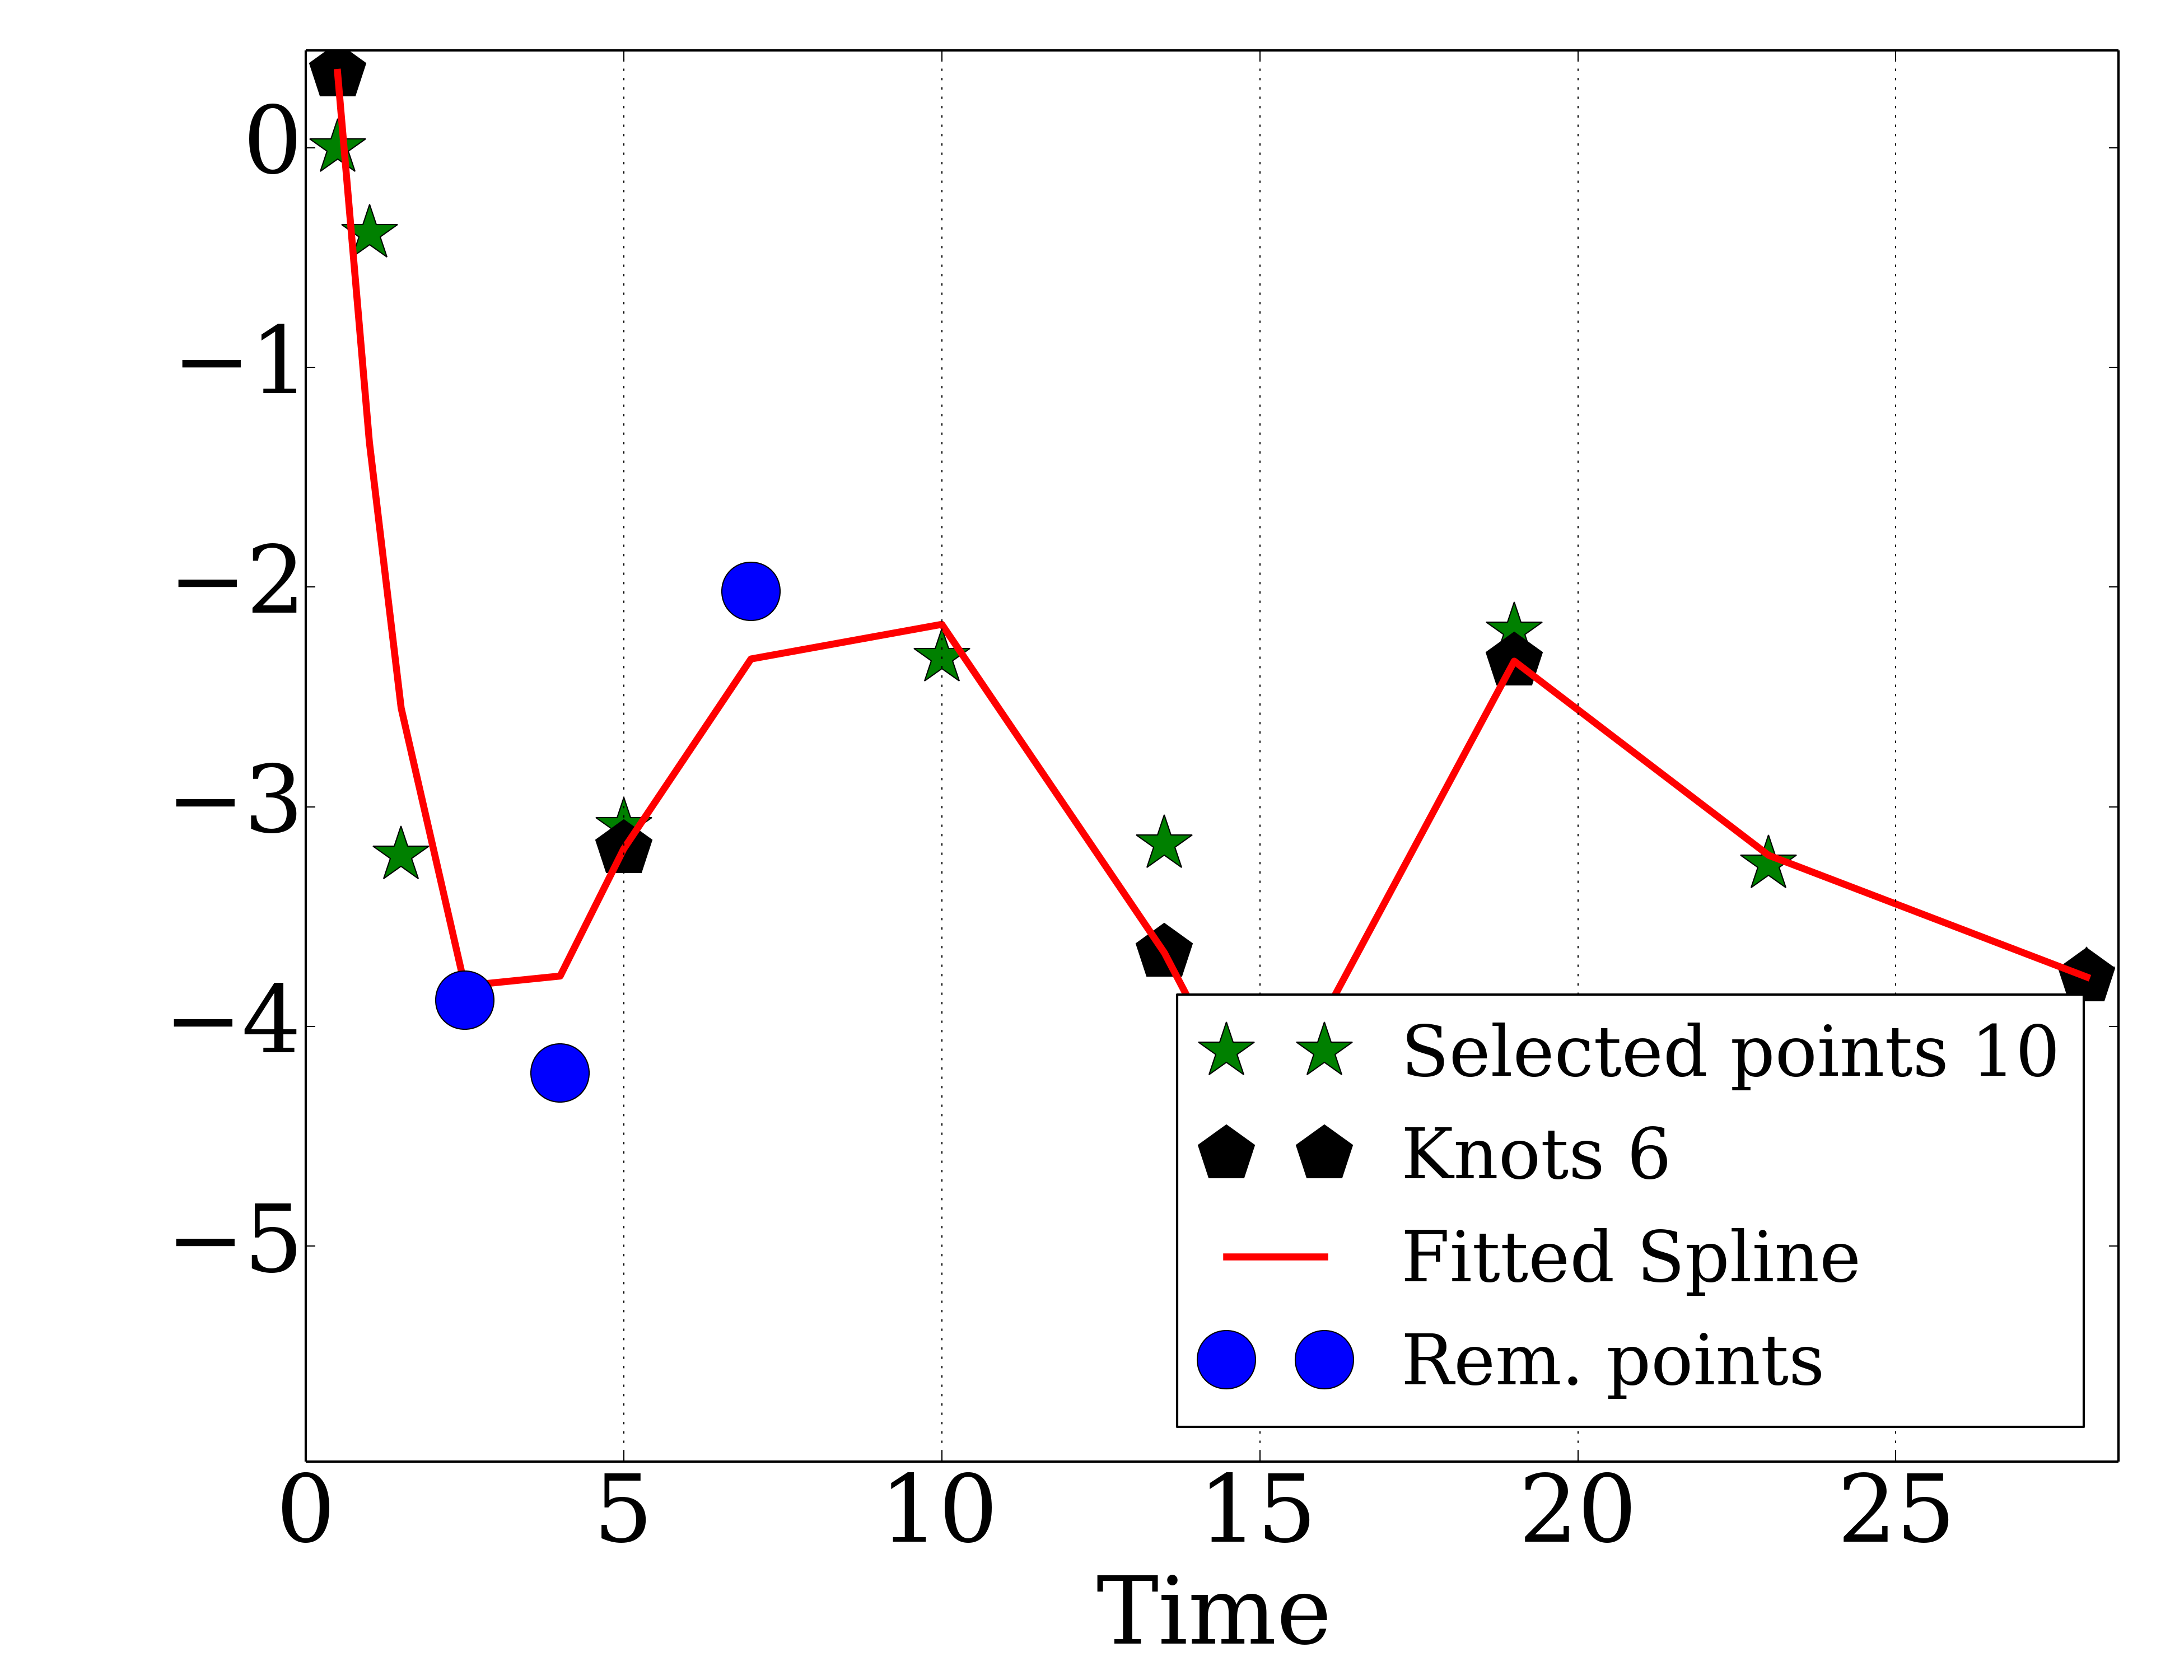 0
−1
−2
−3
−4
−5
Selected points 10
Knots 6
Fitted Spline
Rem. points
0 5 10 15 20 25
Time